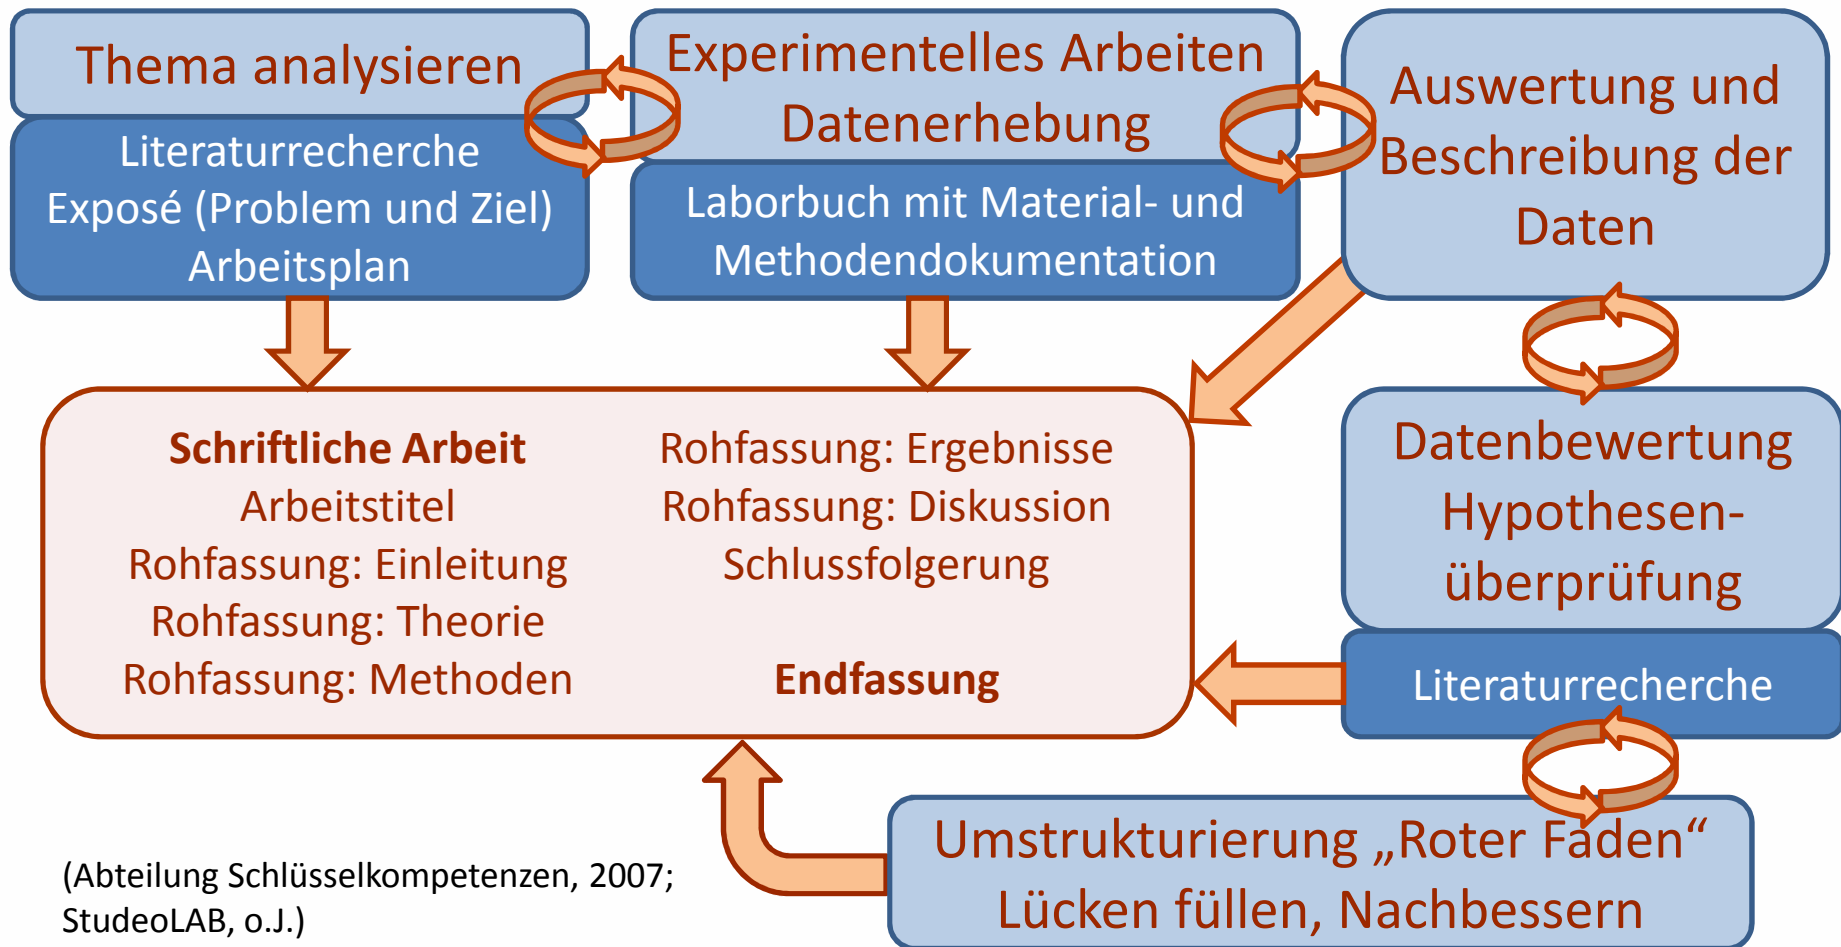 Thema analysieren
Literaturrecherche
Exposé (Problem und Ziel)
Arbeitsplan
Experimentelles Arbeiten
Datenerhebung
Laborbuch mit Material- und
Methodendokumentation
Auswertung und
Beschreibung der
Daten
Schriftliche Arbeit
Arbeitstitel
Rohfassung: Einleitung
Rohfassung: Theorie
Rohfassung: Methoden
Rohfassung: Ergebnisse
Rohfassung: Diskussion
Schlussfolgerung
Endfassung
Datenbewertung
Hypothesen-
überprüfung
Literaturrecherche
Umstrukturierung „Roter Faden“
Lücken füllen, Nachbessern
(Abteilung Schlüsselkompetenzen, 2007;
StudeoLAB, o.J.)